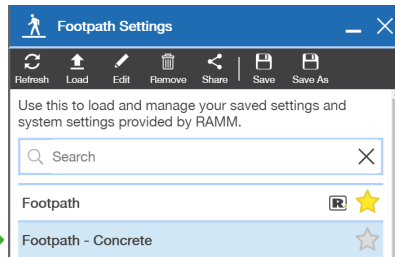 Footpath Settings
Refresh Load Edit Remove Share Save Save As
Use this to load and manage your saved settings and
system settings provided by RAMM.
Search
Footpath R
Footpath - Concrete